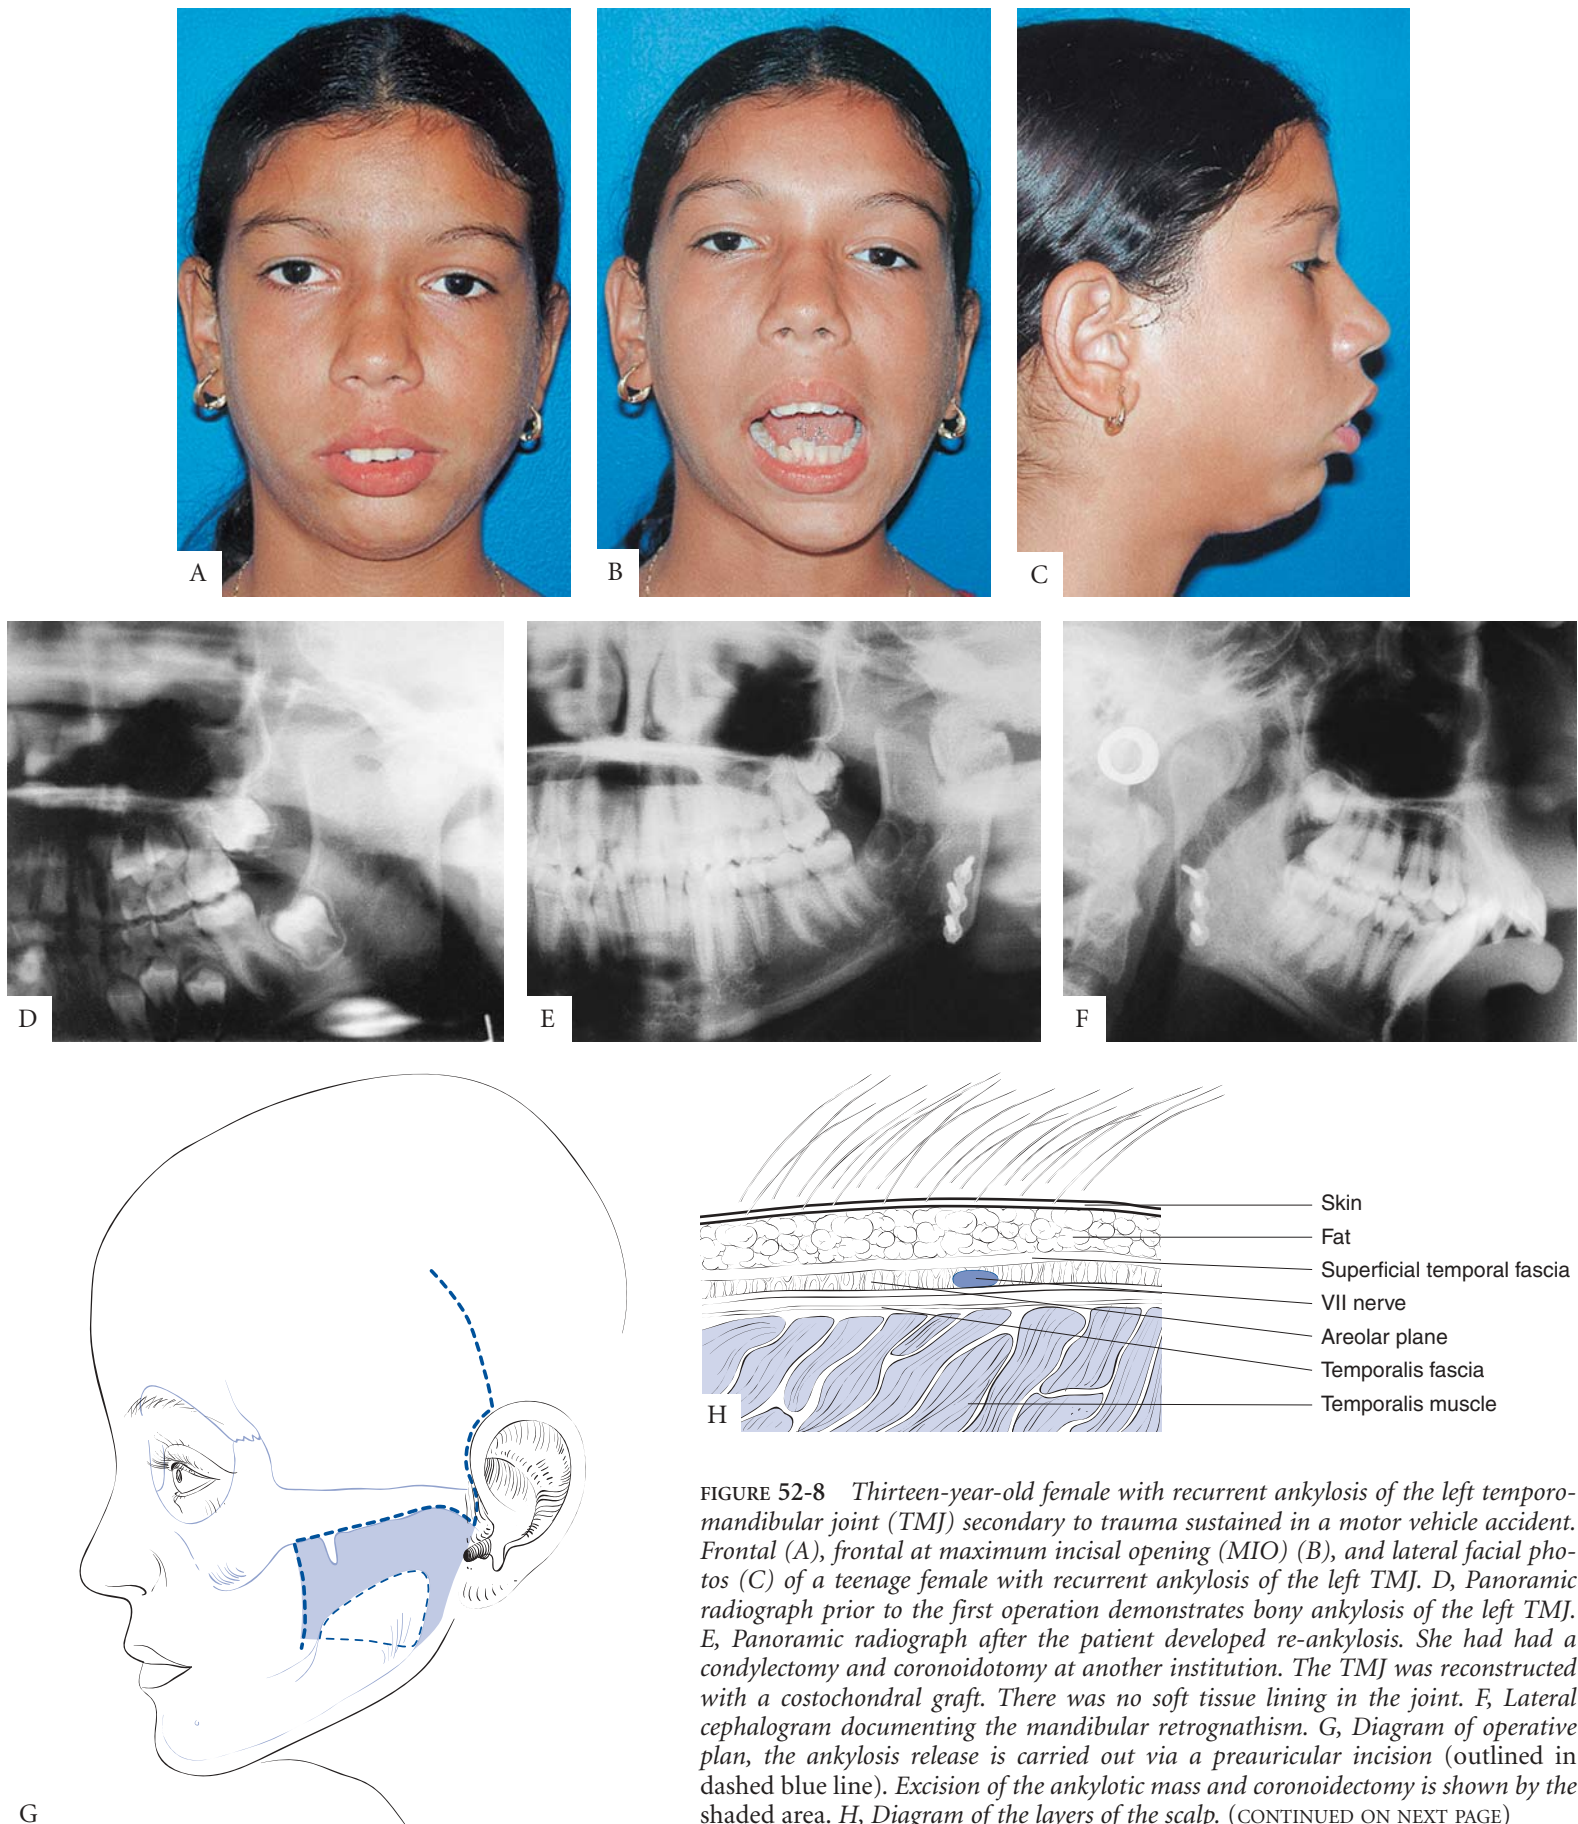 A
B
C
D
E
F
G
H
Skin
Fat
Superficial temporal fascia
VII nerve
Areolar plane
Temporalis fascia
Temporalis muscle
FIGURE 52-8 Thirteen-year-old female with recurrent ankylosis of the left temporo-
mandibular joint (TMJ) secondary to trauma sustained in a motor vehicle accident.
Frontal (A), frontal at maximum incisal opening (MIO) (B), and lateral facial pho-
tos (C) of a teenage female with recurrent ankylosis of the left TMJ. D, Panoramic
radiograph prior to the first operation demonstrates bony ankylosis of the left TMJ.
E, Panoramic radiograph after the patient developed re-ankylosis. She had had a
condylectomy and coronoidotomy at another institution. The TMJ was reconstructed
with a costochondral graft. There was no soft tissue lining in the joint. F, Lateral
cephalogram documenting the mandibular retrognathism. G, Diagram of operative
plan, the ankylosis release is carried out via a preauricular incision (outlined in
dashed blue line). Excision of the ankylotic mass and coronoidectomy is shown by the
shaded area. H, Diagram of the layers of the scalp. (CONTINUED ON NEXT PAGE)